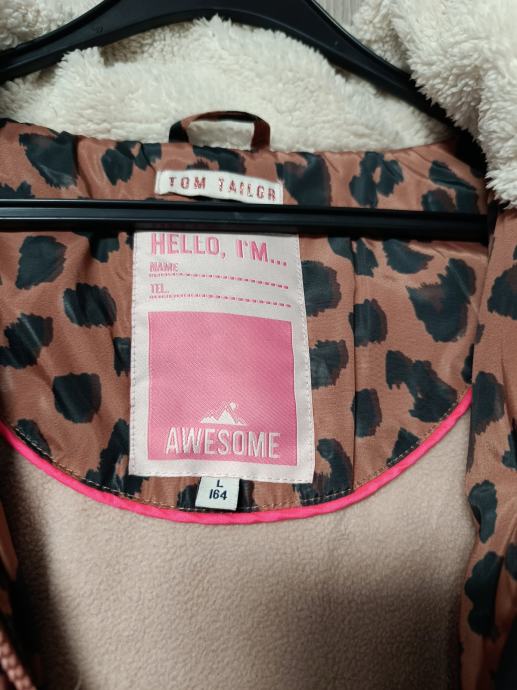 TOM TAILOR
HELLO, I'M...
NAME
TEL.
AWESOME
L
164